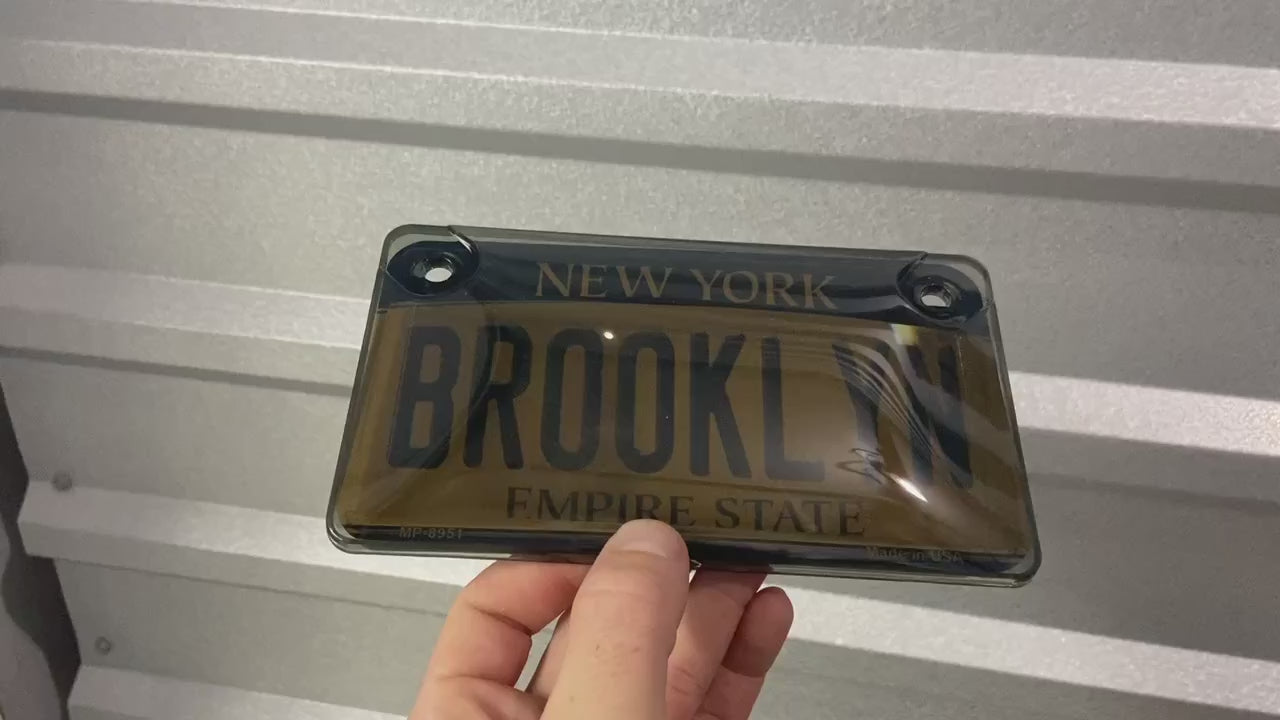 NEW YORK
BROOKLYN
EMPIRE STATE
MP-8951
Made in USA